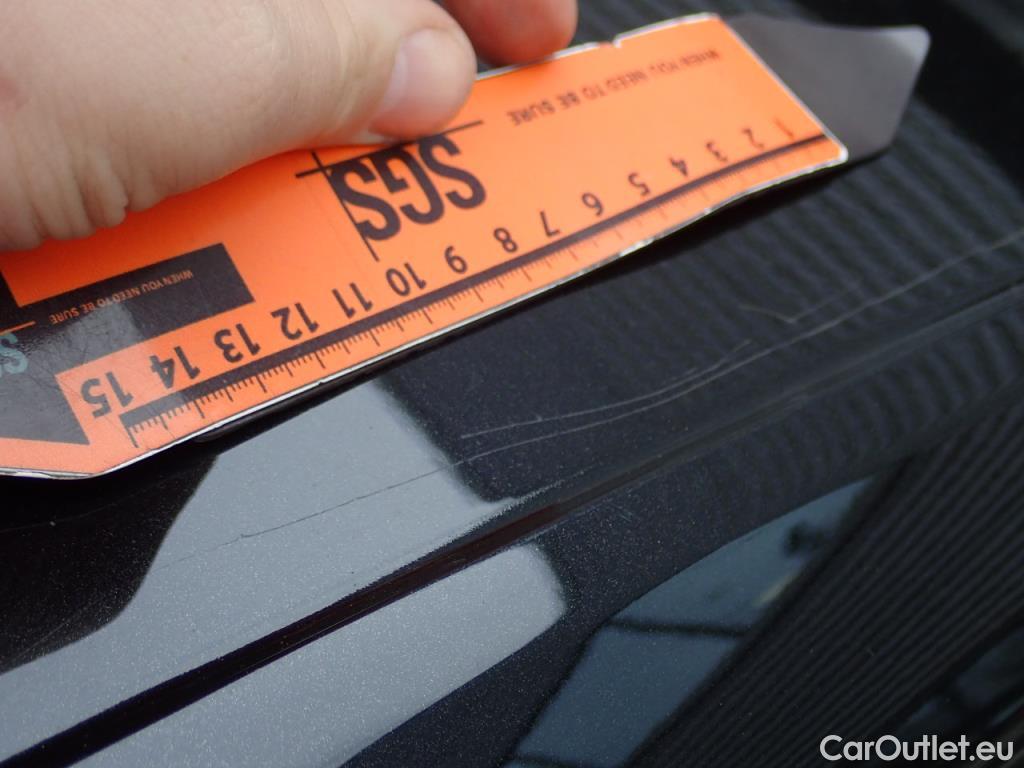 WHEN YOU NEED TO BE SURE
SGS
1 2 3 4 5 6 7 8 9 10 11 12 13 14 15
WHEN YOU NEED TO BE SURE
SGS
CarOutlet.eu